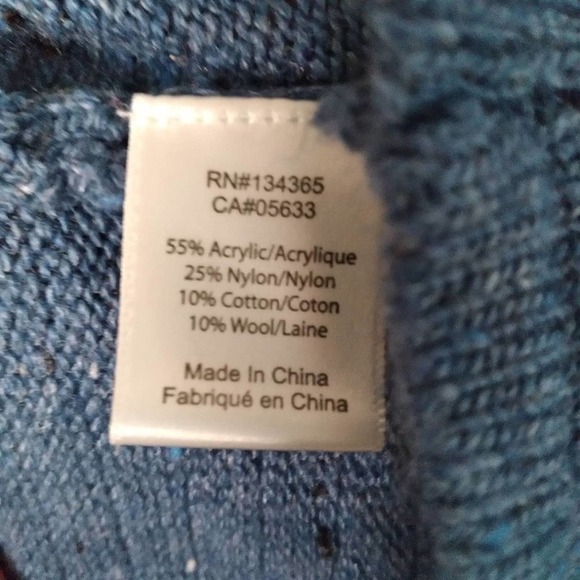 RN#134365
CA#05633
55% Acrylic/Acrylique
25% Nylon/Nylon
10% Cotton/Coton
10% Wool/Laine
Made In China
Fabriqué en China